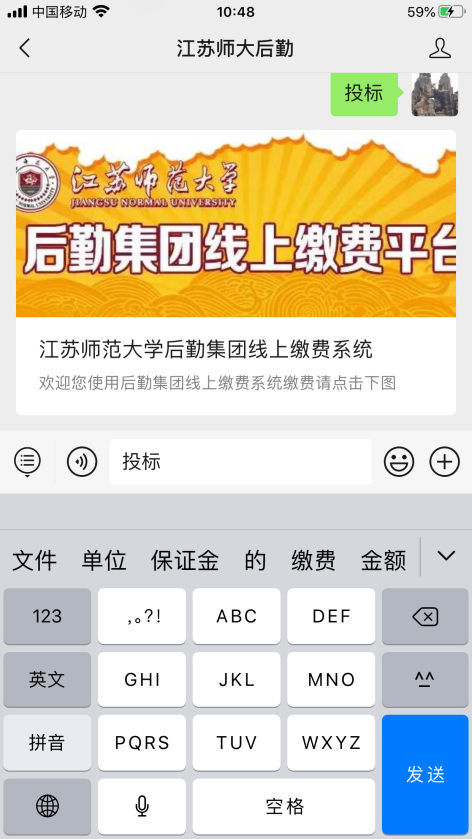 中国移动 10:48 59%
江苏师大后勤
投标
江苏师范大学
JIANGSU NORMAL UNIVERSITY
后勤集团线上缴费平台
江苏师范大学后勤集团线上缴费系统
欢迎您使用后勤集团线上缴费系统缴费请点击下图
投标
文件 单位 保证金 的 缴费 金额
123 ,。?! ABC DEF
英文 GHI JKL MNO ^^
拼音 PQRS TUV WXYZ 发送
空格